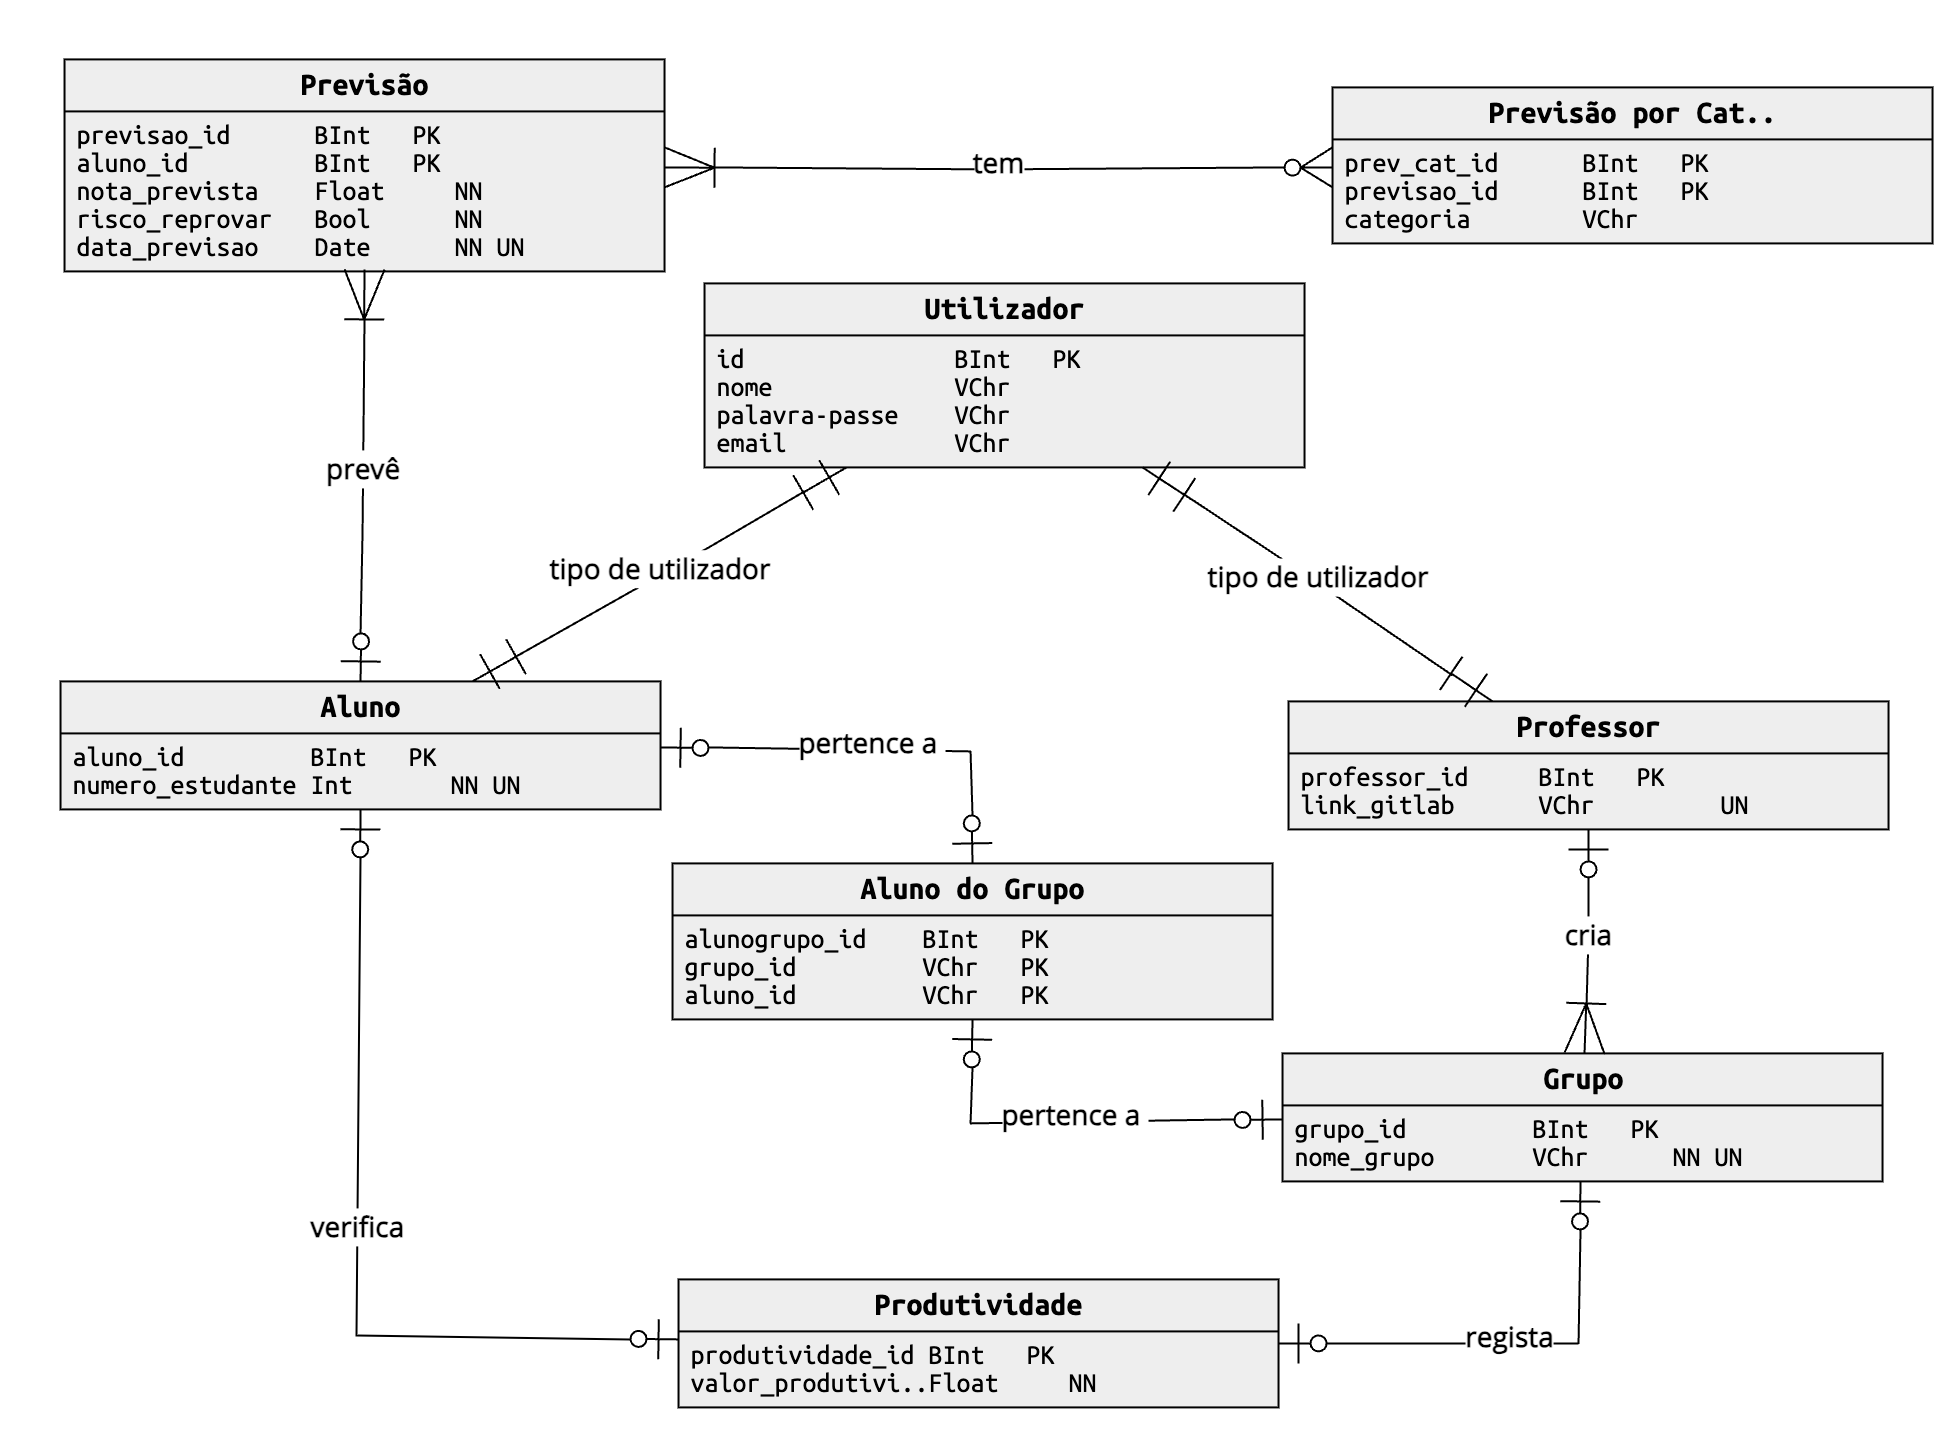 Previsão
previsao_id BInt PK
aluno_id BInt PK
nota_prevista Float NN
risco_reprovar Bool NN
data_previsao Date NN UN
tem
Previsão por Cat..
prev_cat_id BInt PK
previsao_id BInt PK
categoria VChr
Utilizador
id BInt PK
nome VChr
palavra-passe VChr
email VChr
prevê
tipo de utilizador
tipo de utilizador
Aluno
aluno_id BInt PK
numero_estudante Int NN UN
pertence a
Professor
professor_id BInt PK
link_gitlab VChr UN
Aluno do Grupo
alunogrupo_id BInt PK
grupo_id VChr PK
aluno_id VChr PK
cria
pertence a
Grupo
grupo_id BInt PK
nome_grupo VChr NN UN
verifica
Produtividade
produtividade_id BInt PK
valor_produtivi..Float NN
regista